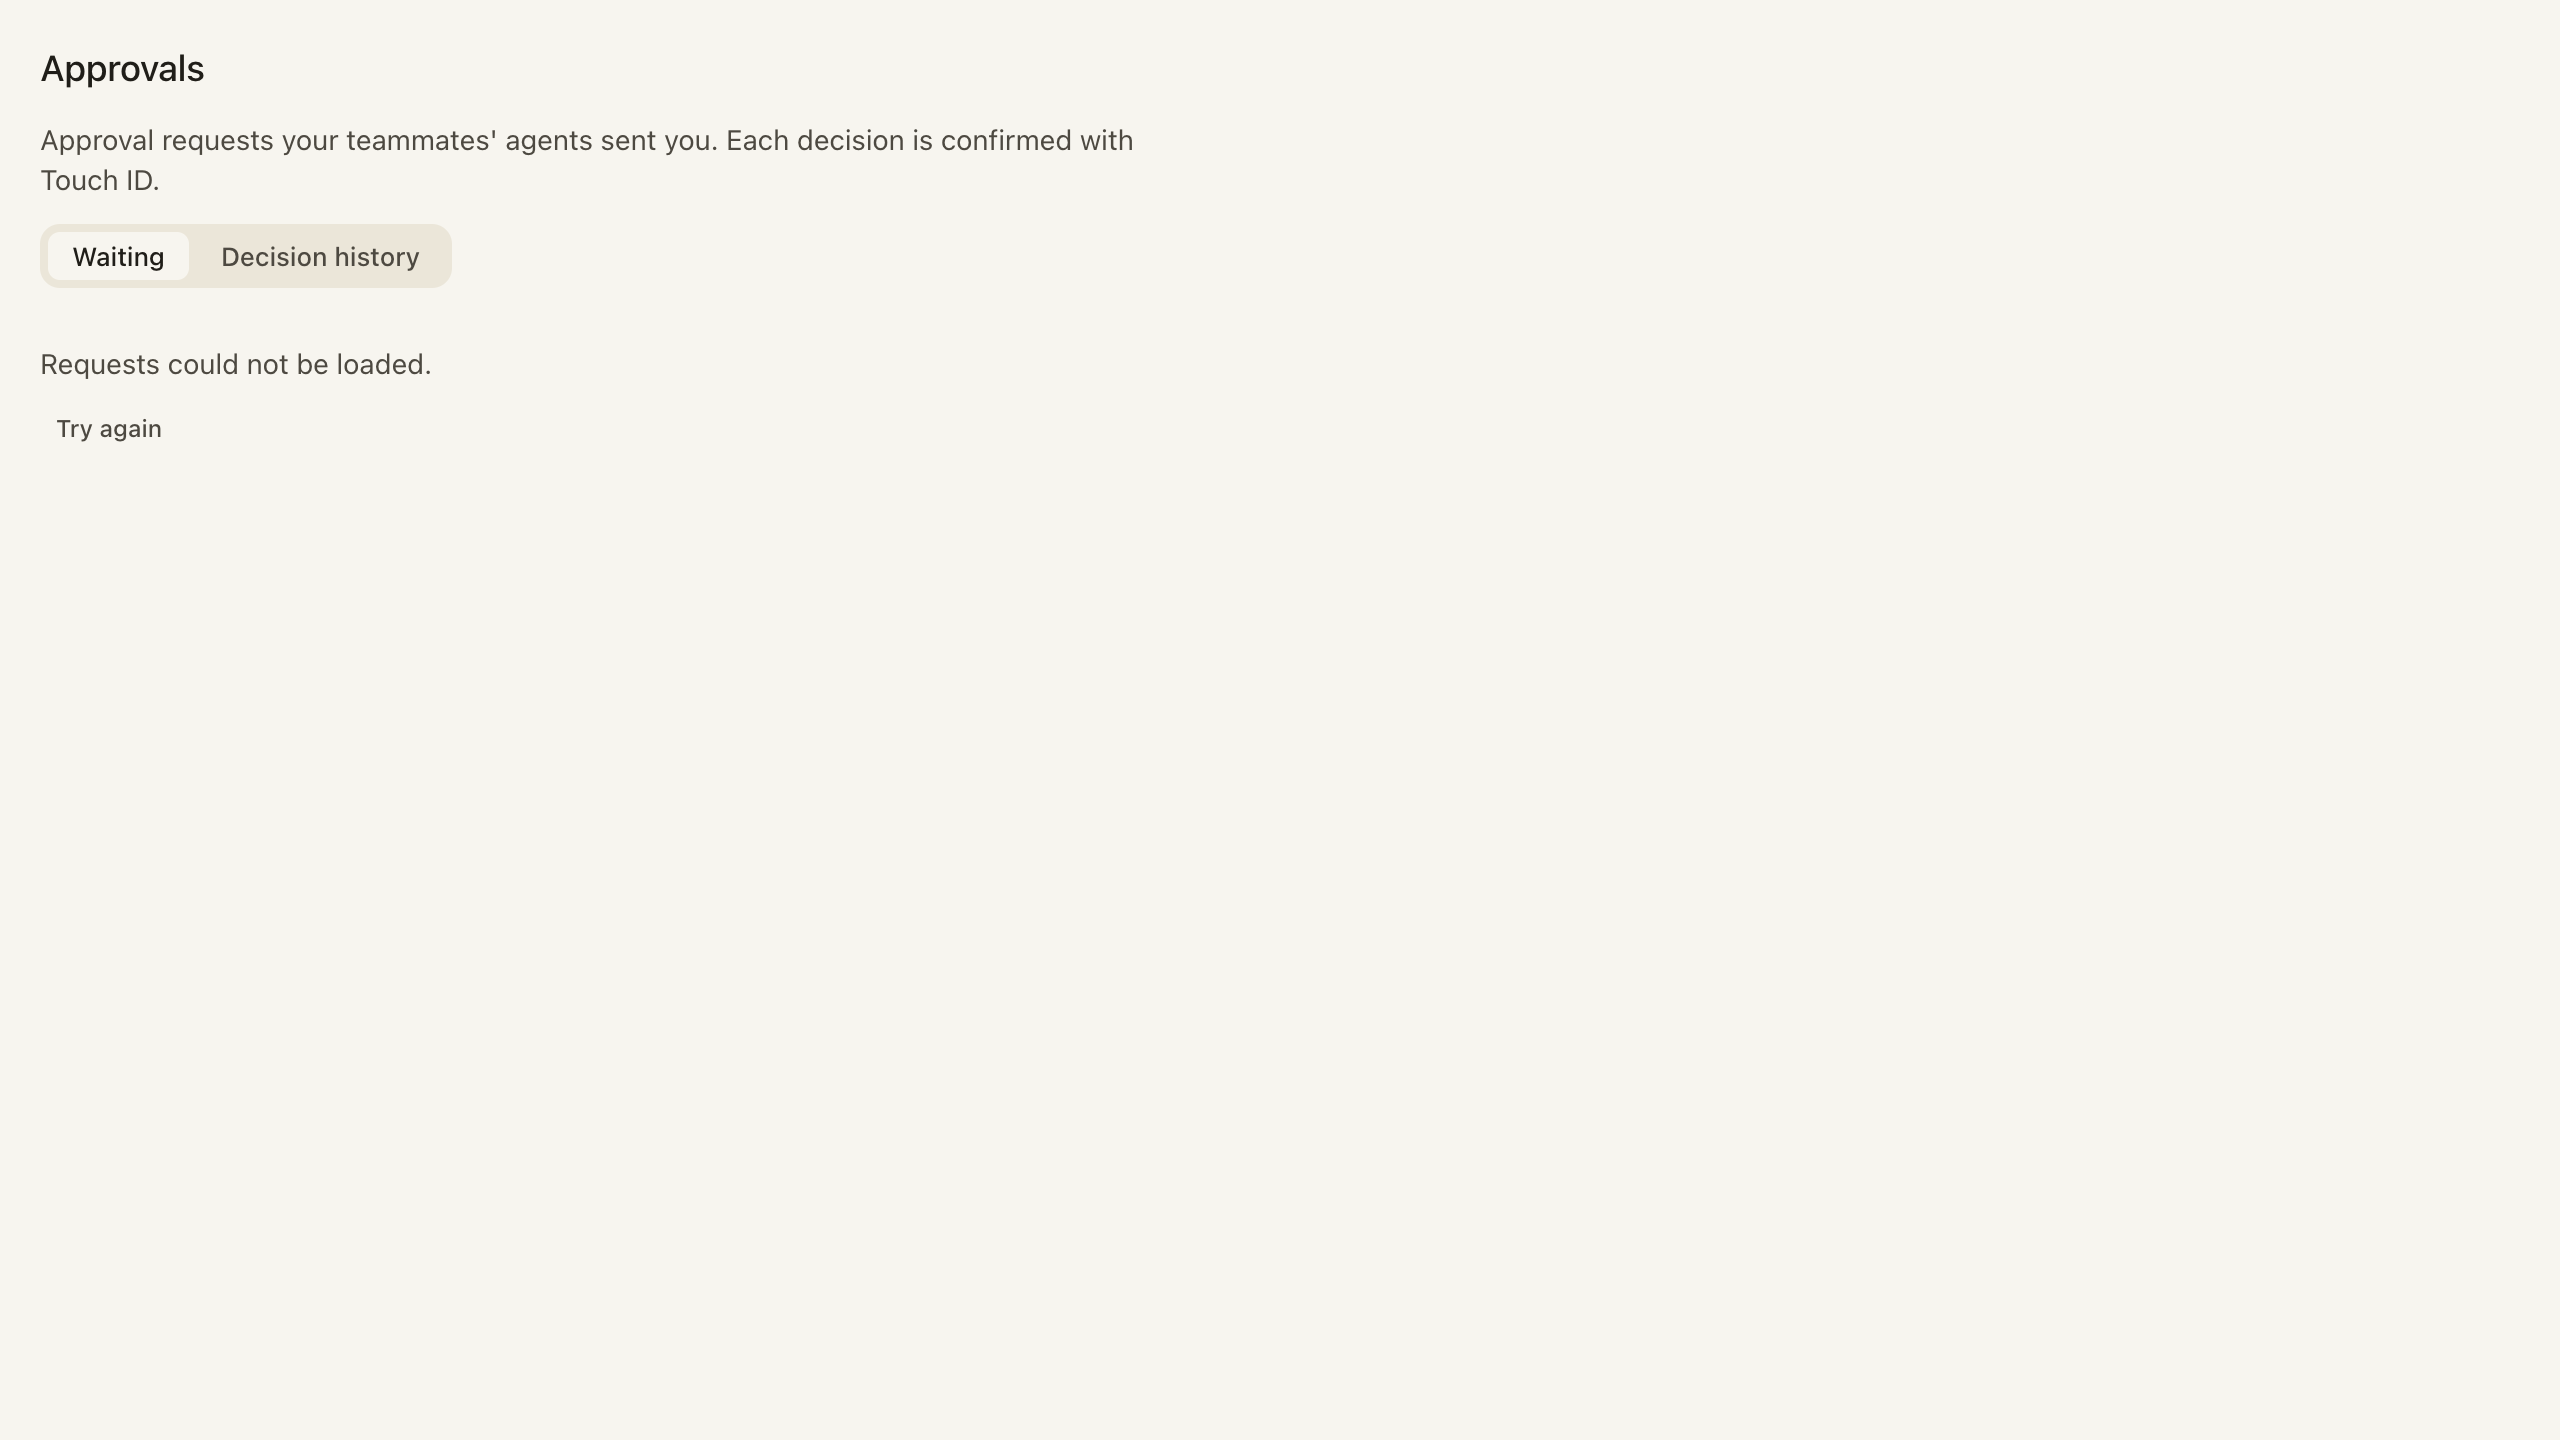 Approvals
Approval requests your teammates' agents sent you. Each decision is confirmed with
Touch ID.
Waiting
Decision history
Requests could not be loaded.
Try again